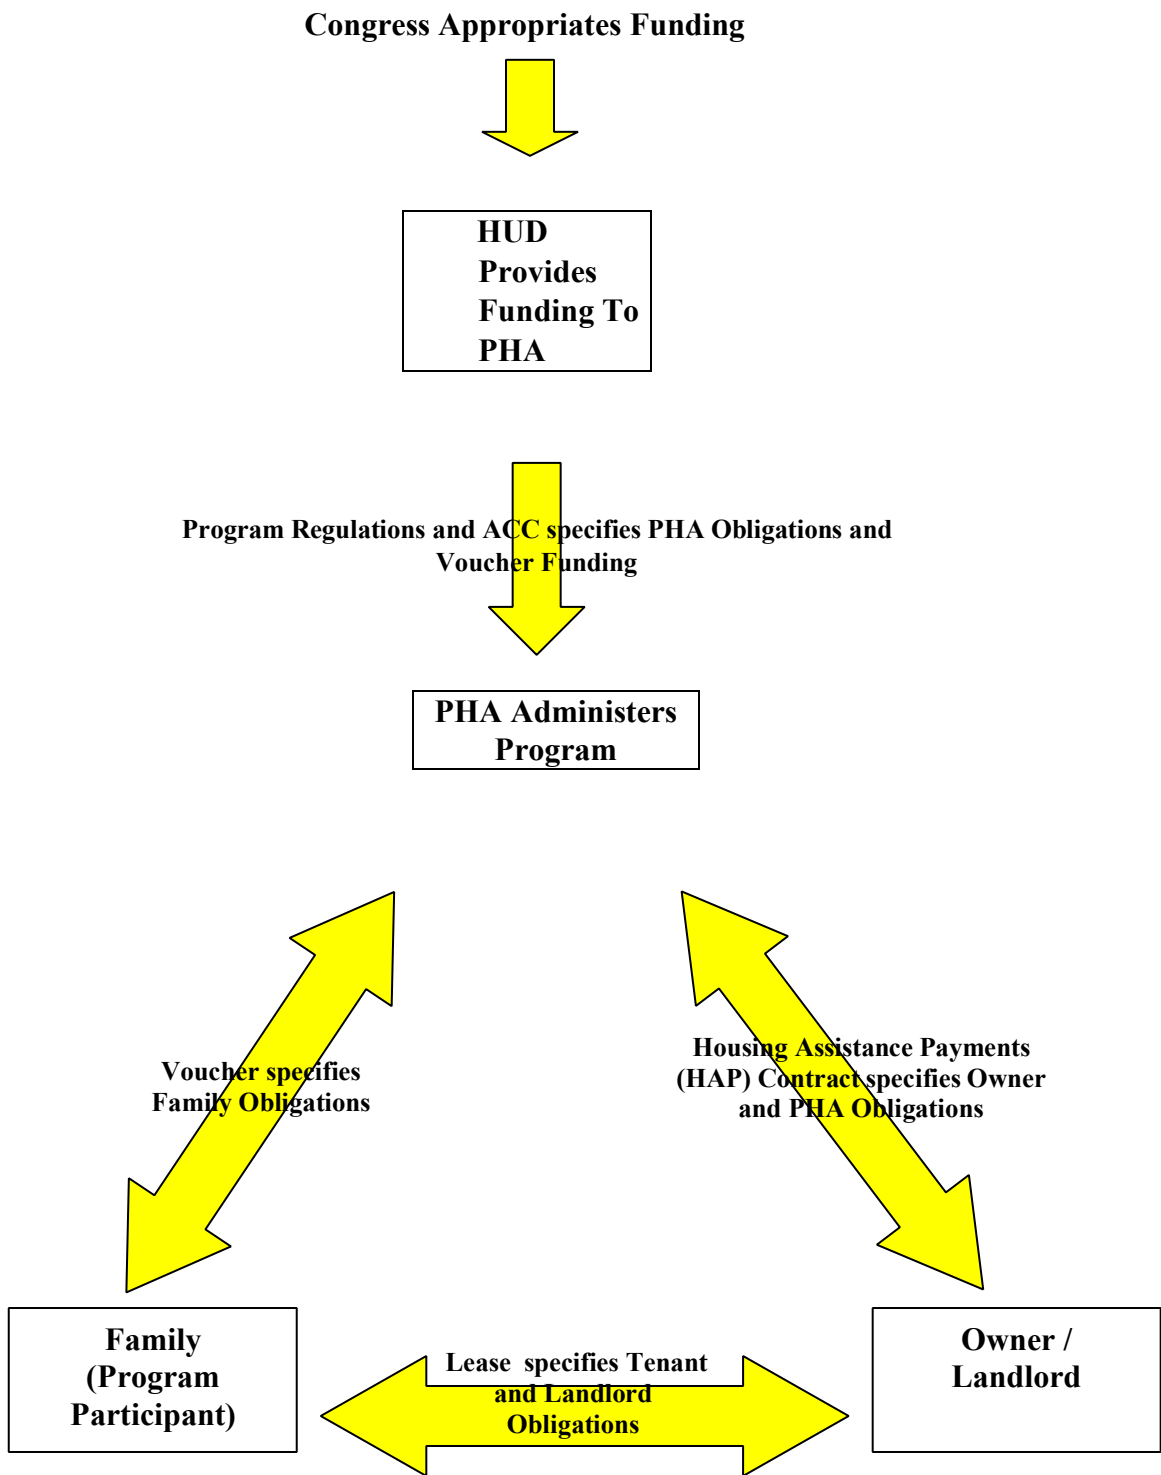 Congress Appropriates Funding
HUD
Provides
Funding To
PHA
Program Regulations and ACC specifies PHA Obligations and
Voucher Funding
PHA Administers
Program
Voucher specifies
Family Obligations
Housing Assistance Payments
(HAP) Contract specifies Owner
and PHA Obligations
Family
(Program
Participant)
Lease specifies Tenant
and Landlord
Obligations
Owner /
Landlord